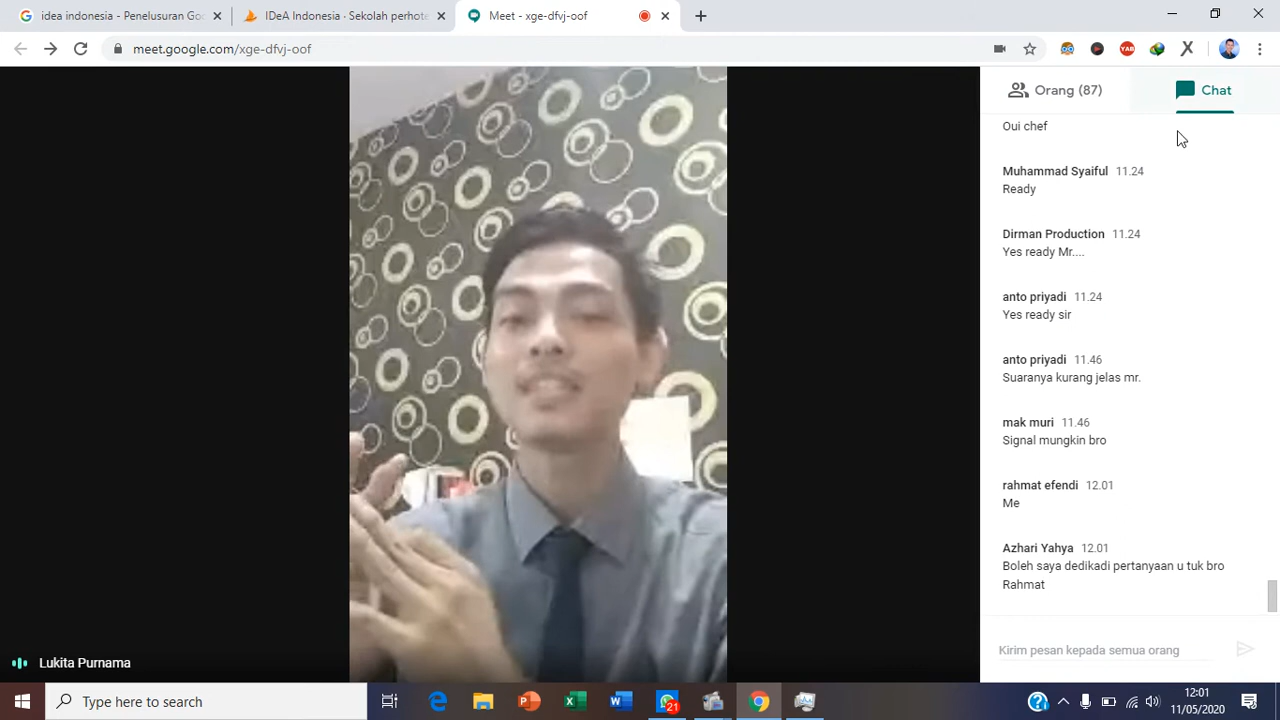 idea indonesia - Penelusuran Goo
IDeA Indonesia · Sekolah perhote
Meet - xge-dfvj-oof
meet.google.com/xge-dfvj-oof
YAB
Orang (87)
Chat
Oui chef
Muhammad Syaiful 11.24
Ready
Dirman Production 11.24
Yes ready Mr....
anto priyadi 11.24
Yes ready sir
anto priyadi 11.46
Suaranya kurang jelas mr.
mak muri 11.46
Signal mungkin bro
rahmat efendi 12.01
Me
Azhari Yahya 12.01
Boleh saya dedikadi pertanyaan u tuk bro
Rahmat
Kirim pesan kepada semua orang
Lukita Purnama
Type here to search
21
12:01
11/05/2020